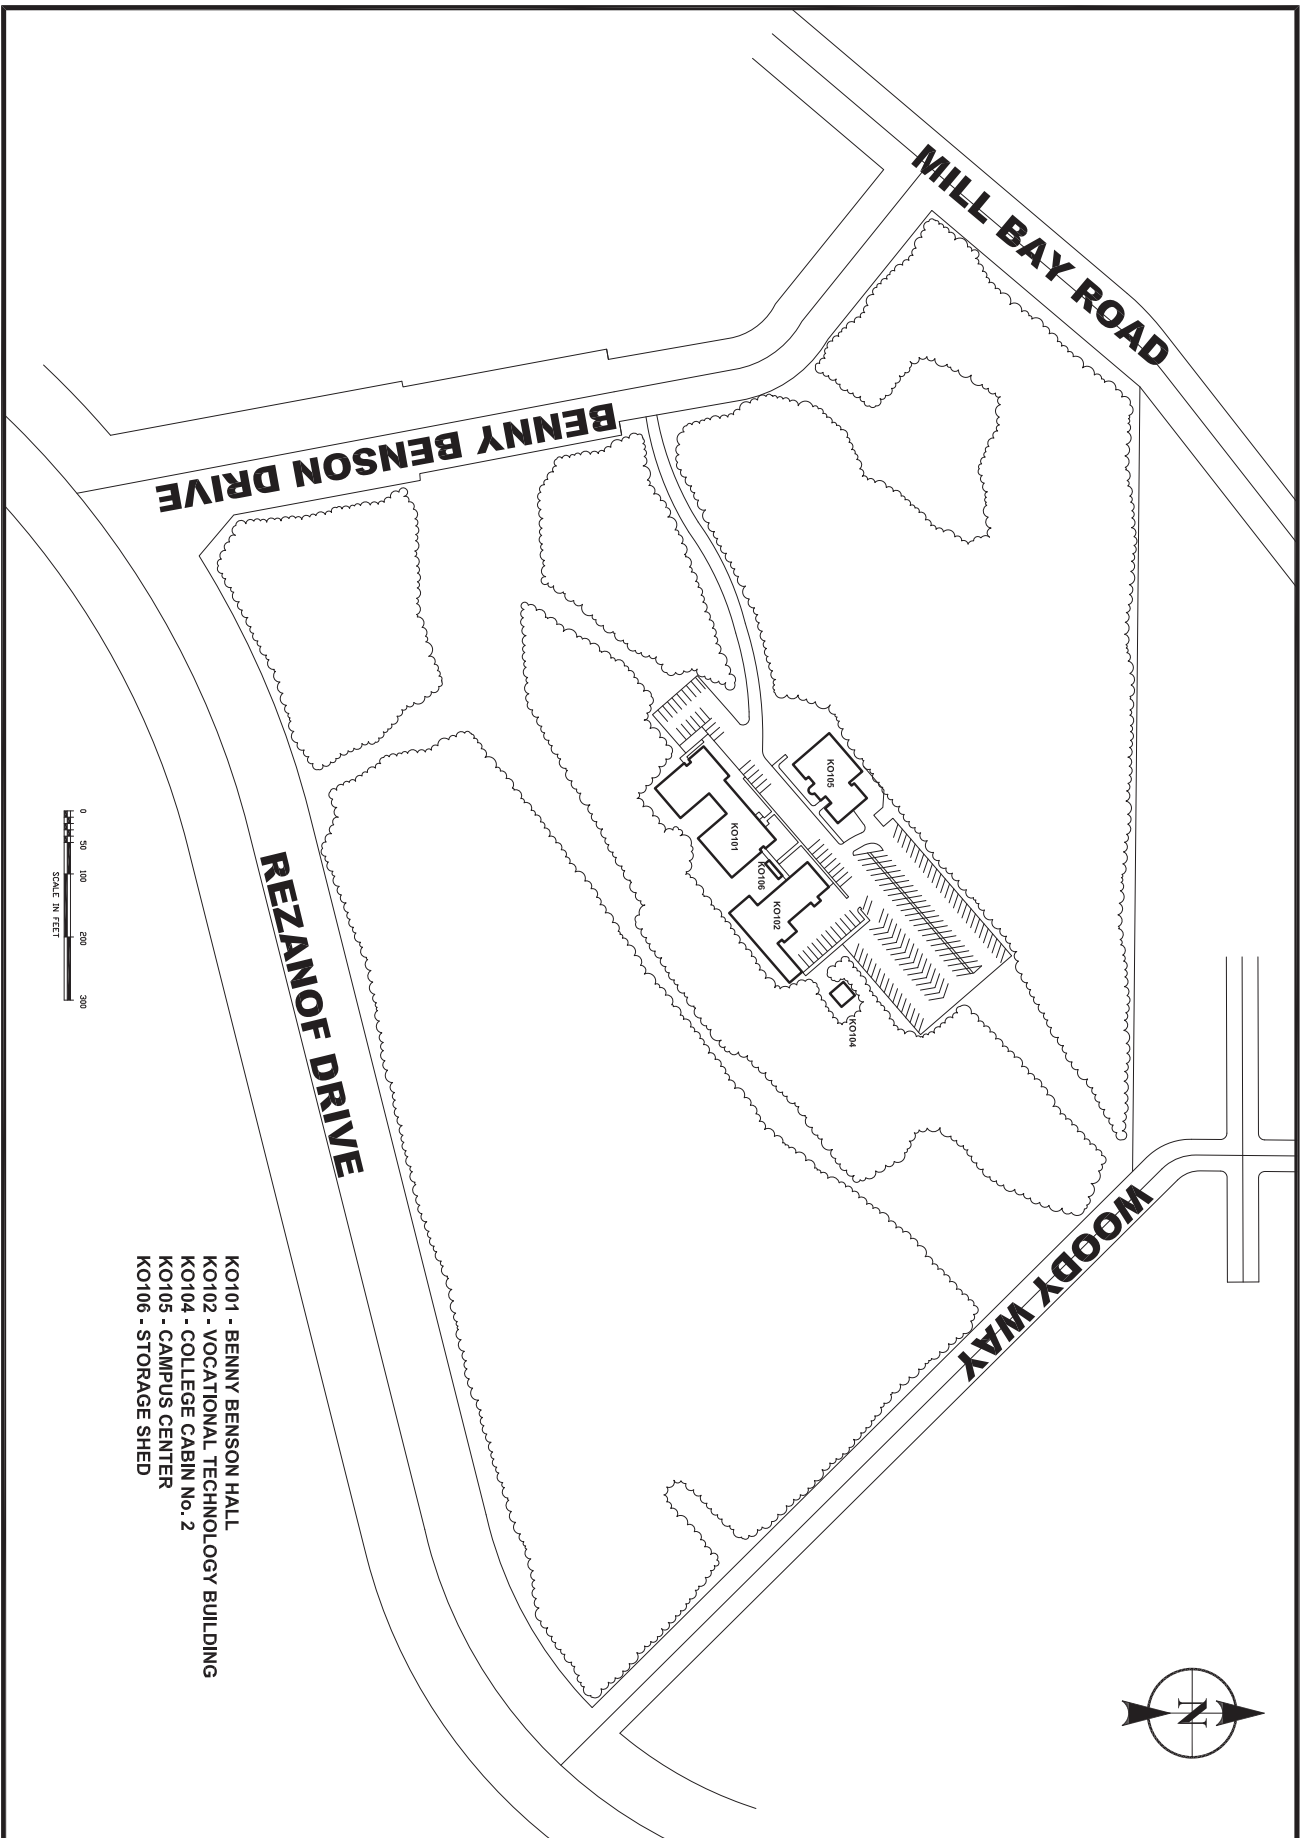 MILL BAY ROAD
BENNY BENSON DRIVE
REZANOF DRIVE
WOODY WAY
KO105
KO101
KO106
KO102
KO104
0 50 100 200 300
SCALE IN FEET
KO101 - BENNY BENSON HALL
KO102 - VOCATIONAL TECHNOLOGY BUILDING
KO104 - COLLEGE CABIN No. 2
KO105 - CAMPUS CENTER
KO106 - STORAGE SHED
N